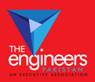 THE
engineers
PAKISTAN
AN EXECUTIVE ASSOCIATION